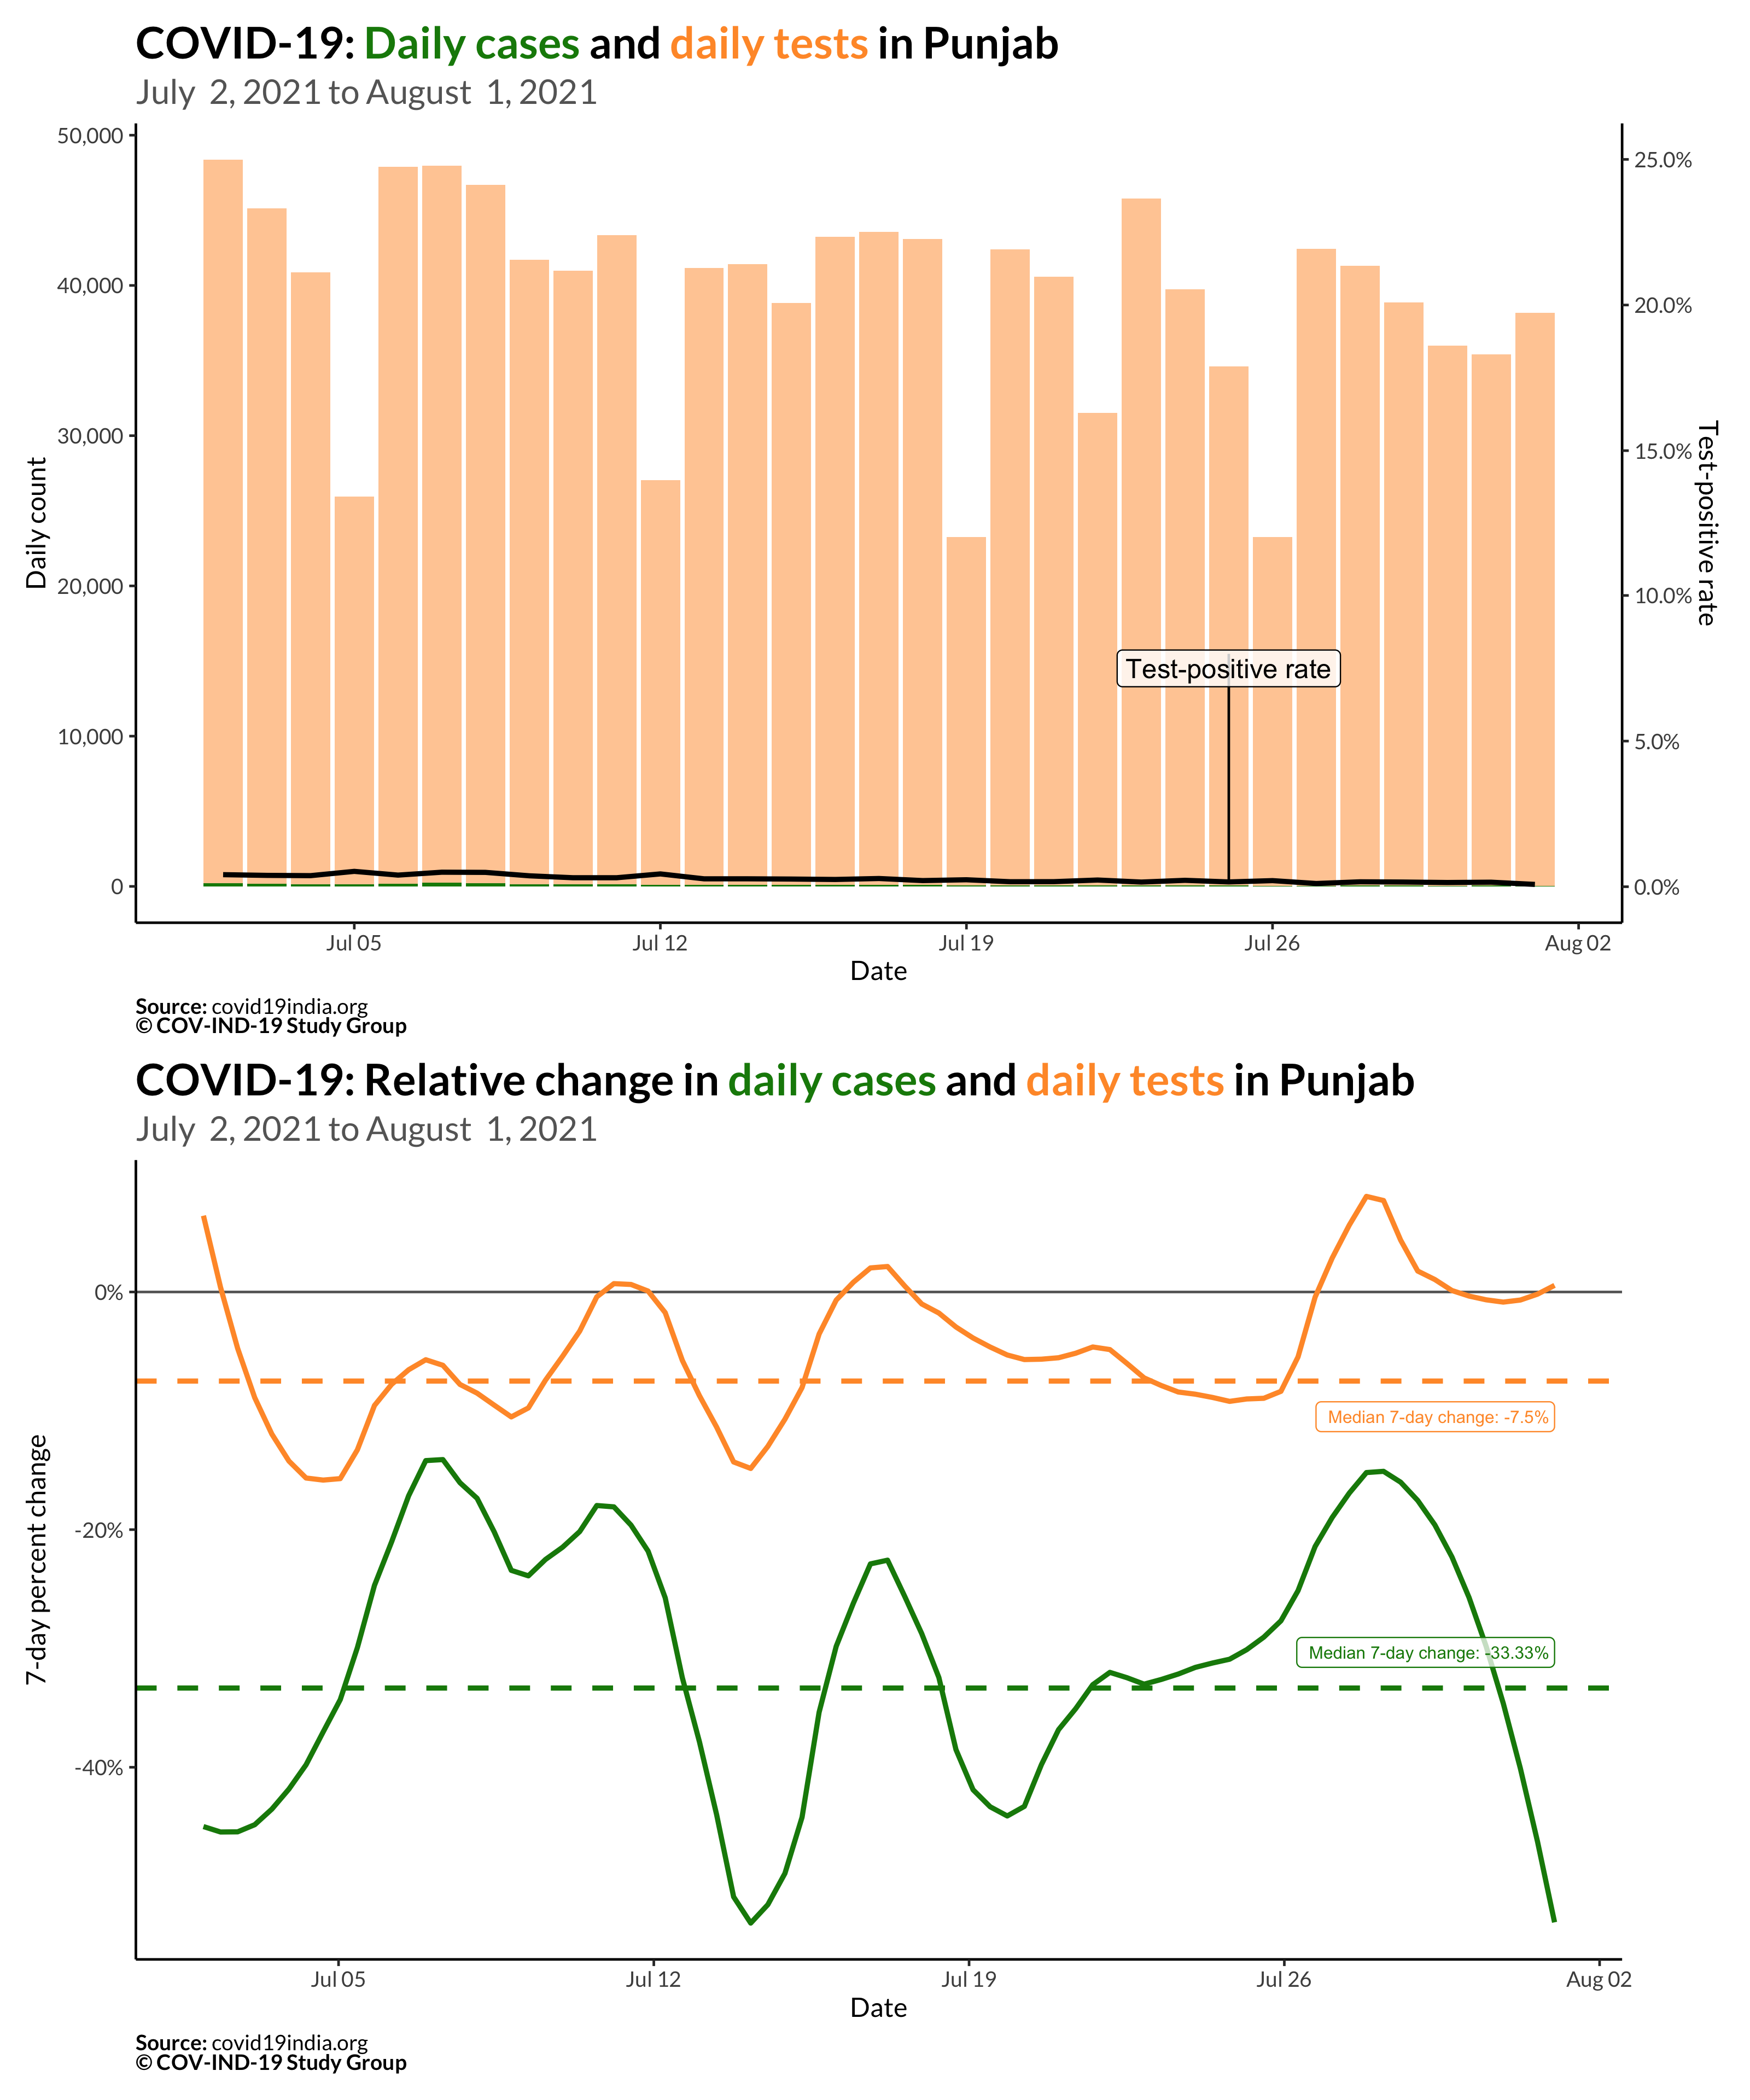 COVID-19: Daily cases and daily tests in Punjab
July  2, 2021 to August  1, 2021
50,000
40,000
30,000
20,000
10,000
0
Daily count
25.0%
20.0%
15.0%
10.0%
5.0%
0.0%
Test-positive rate
Test-positive rate
Jul 05
Jul 12
Jul 19
Jul 26
Aug 02
Date
Source: covid19india.org
© COV-IND-19 Study Group
COVID-19: Relative change in daily cases and daily tests in Punjab
July  2, 2021 to August  1, 2021
0%
-20%
-40%
7-day percent change
Median 7-day change: -7.5%
Median 7-day change: -33.33%
Jul 05
Jul 12
Jul 19
Jul 26
Aug 02
Date
Source: covid19india.org
© COV-IND-19 Study Group